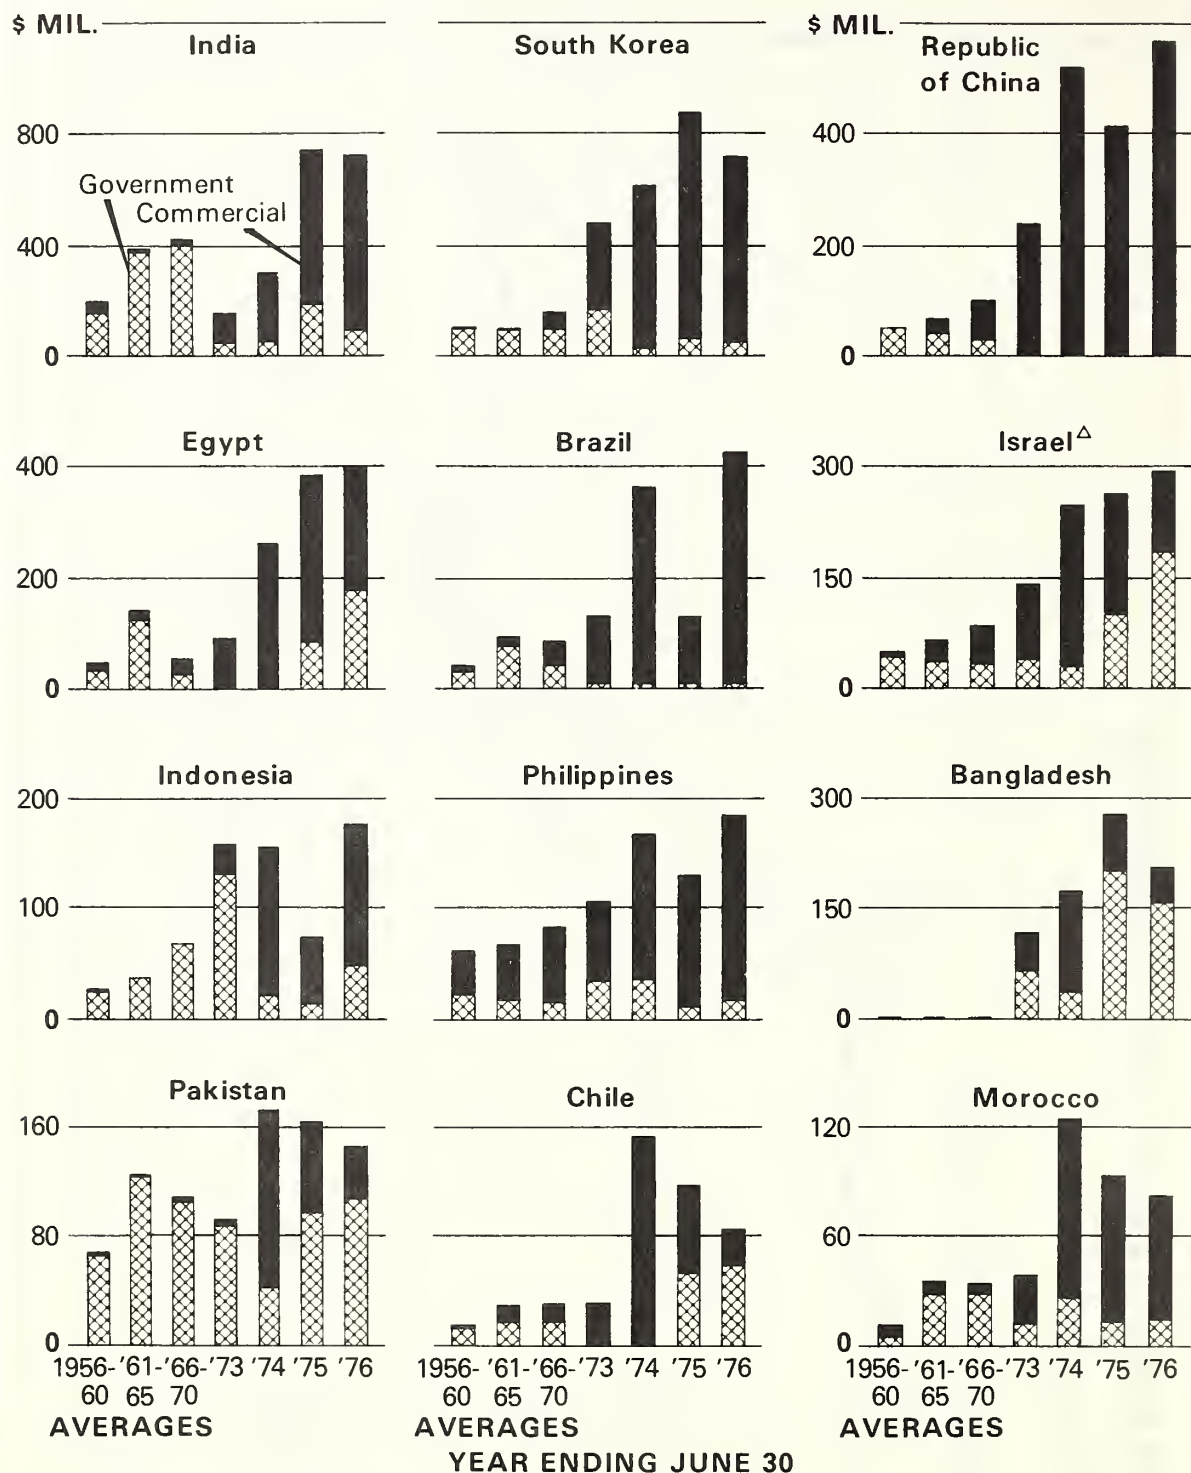 $ MIL.
India
South Korea
$ MIL.
Republic
of China
800
400
0
Government
Commercial
400
200
0
Egypt
Brazil
Israel△
400
200
0
300
150
0
Indonesia
Philippines
Bangladesh
200
100
0
300
150
0
Pakistan
Chile
Morocco
160
80
0
120
60
0
1956- '61- '66- '73 '74 '75 '76
60 65 70
AVERAGES
1956- '61- '66- '73 '74 '75 '76
60 65 70
AVERAGES
1956- '61- '66- '73 '74 '75 '76
60 65 70
AVERAGES
YEAR ENDING JUNE 30